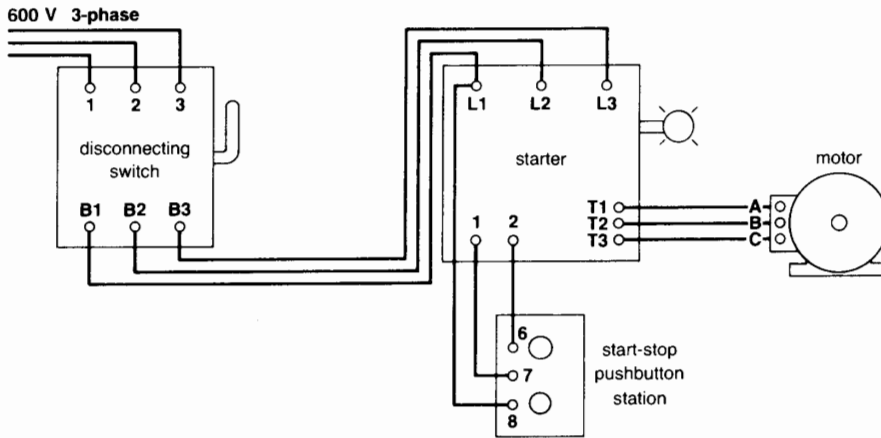 600 V 3-phase
1 2 3
disconnecting
switch
B1 B2 B3
L1 L2 L3
starter
T1
T2
T3
1 2
motor
A
B
C
6
7
8
start-stop
pushbutton
station